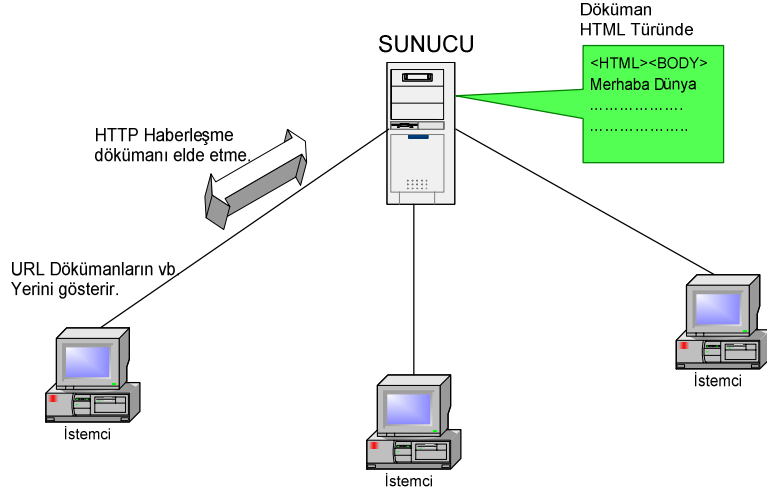 Döküman
HTML Türünde
SUNUCU
<HTML><BODY>
Merhaba Dünya
………………
………………..
HTTP Haberleşme
dökümanı elde etme.
URL Dökümanların vb
Yerini gösterir.
İstemci
İstemci
İstemci